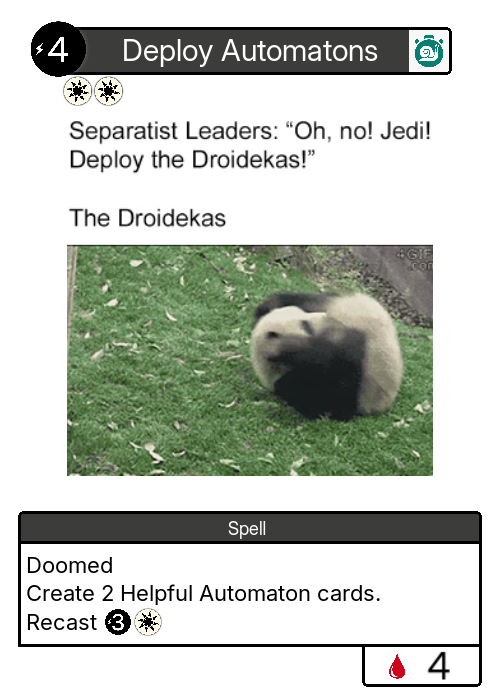 4
Deploy Automatons
Separatist Leaders: “Oh, no! Jedi!
Deploy the Droidekas!”
The Droidekas
4GIFs
.com
Spell
Doomed
Create 2 Helpful Automaton cards.
Recast 3
4